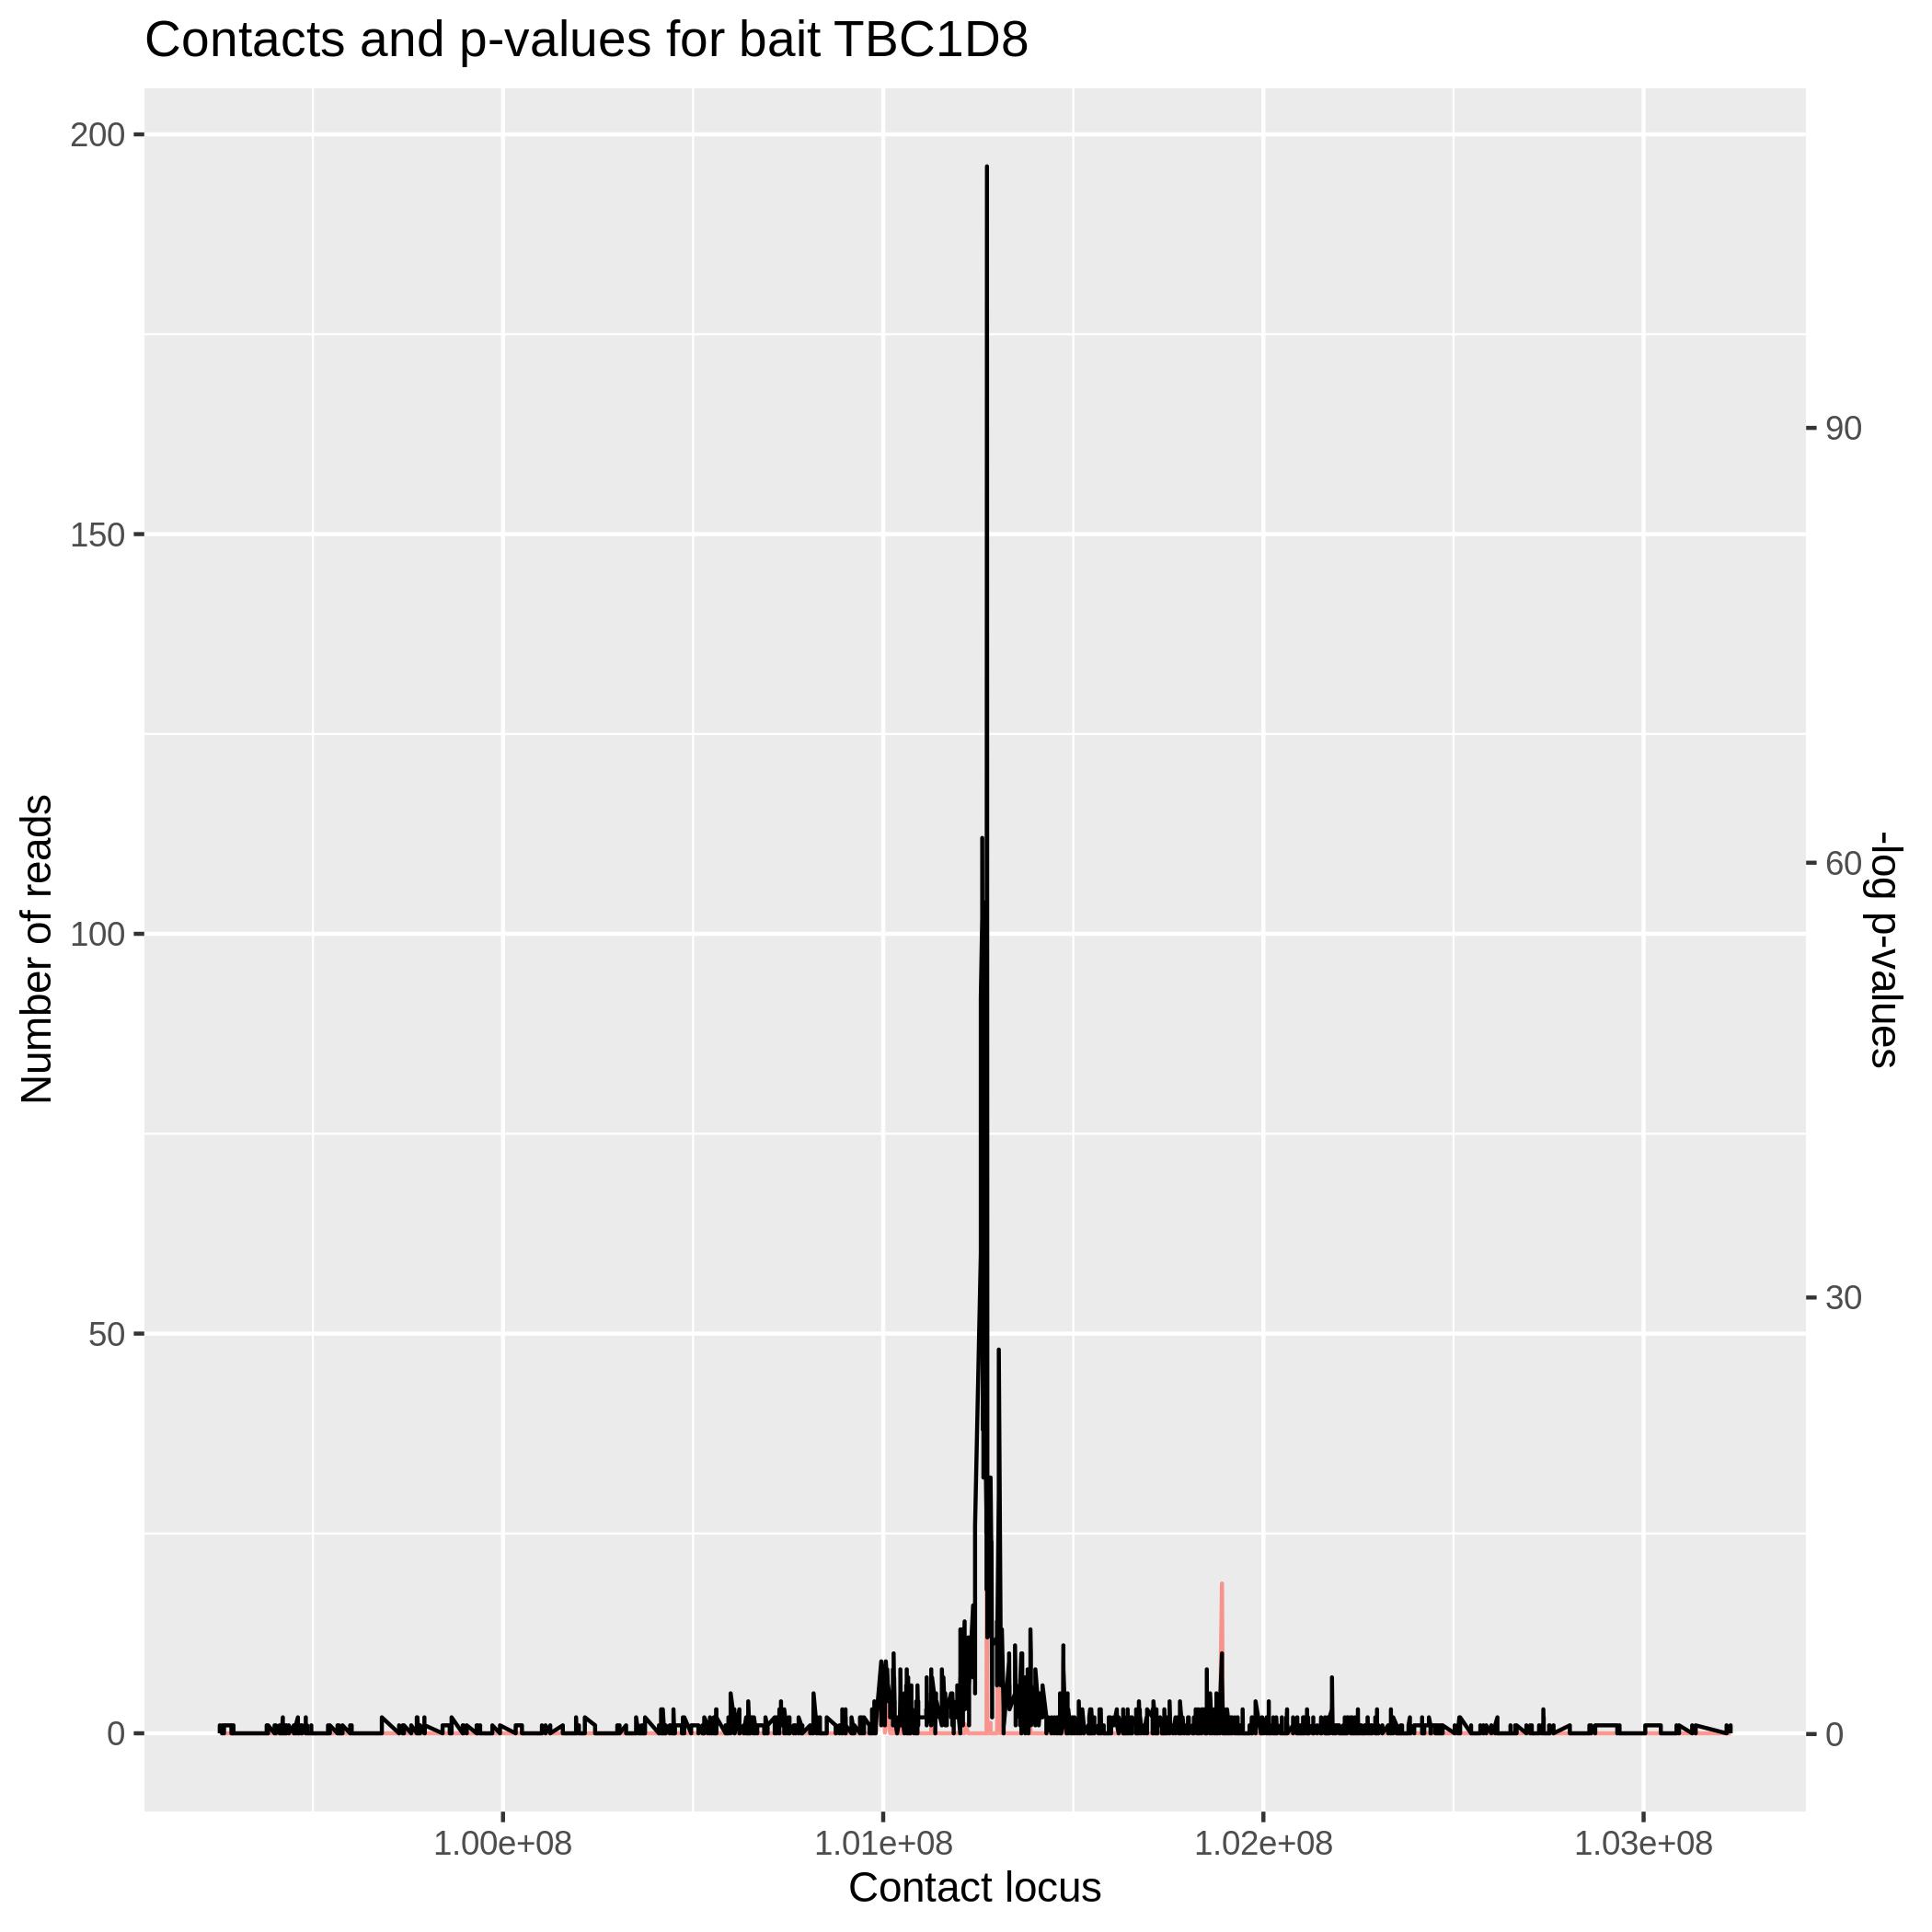 Contacts and p-values for bait TBC1D8
200
150
100
50
0
Number of reads
90
60
30
0
-log p-values
1.00e+08
1.01e+08
1.02e+08
1.03e+08
Contact locus